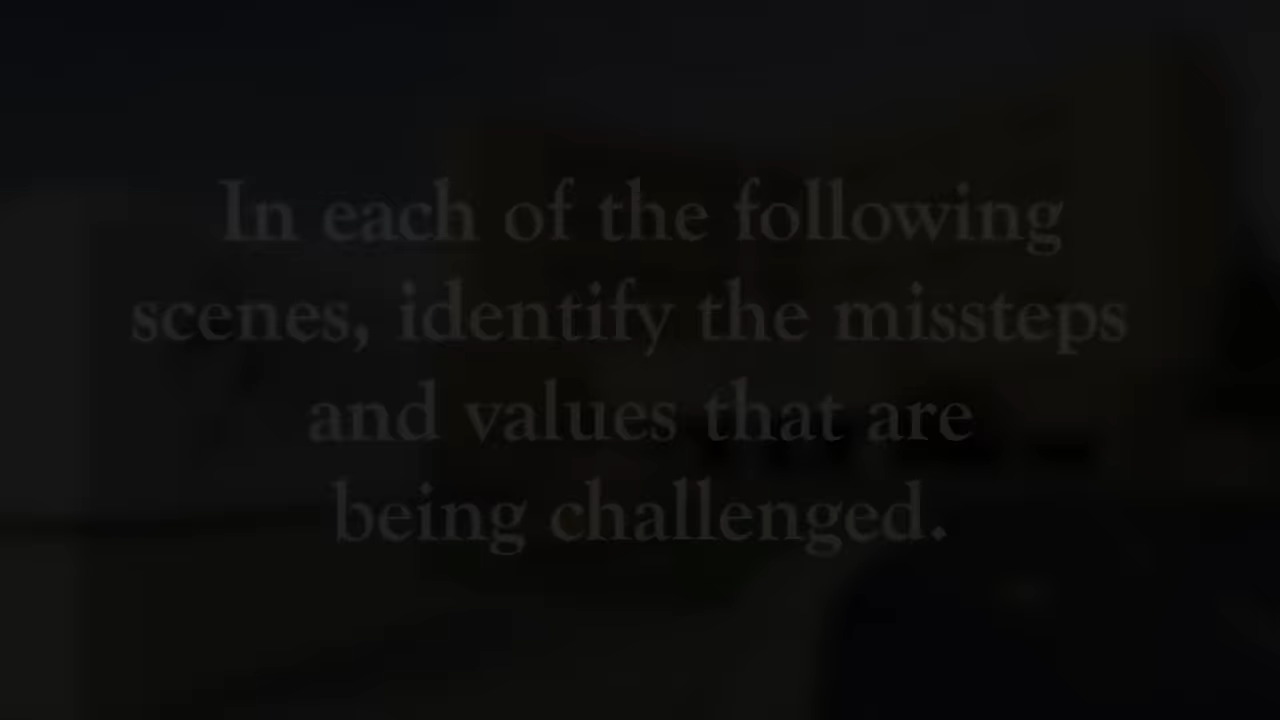 In each of the following
scenes, identify the missteps
and values that are
being challenged.